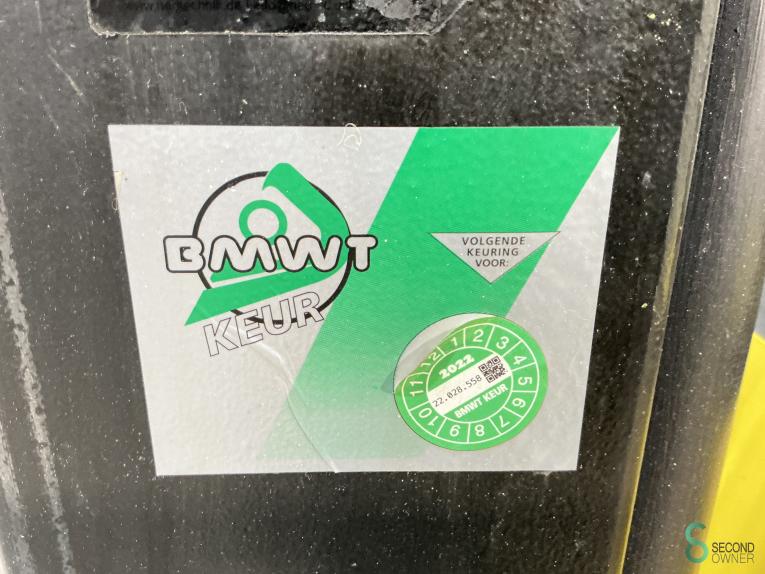 BMWT
KEUR
VOLGENDE
KEURING
VOOR:
1 2 3 4 5 6 7 8 9 10 11 12
2022
22.028.558
BMWT KEUR
SECOND
OWNER